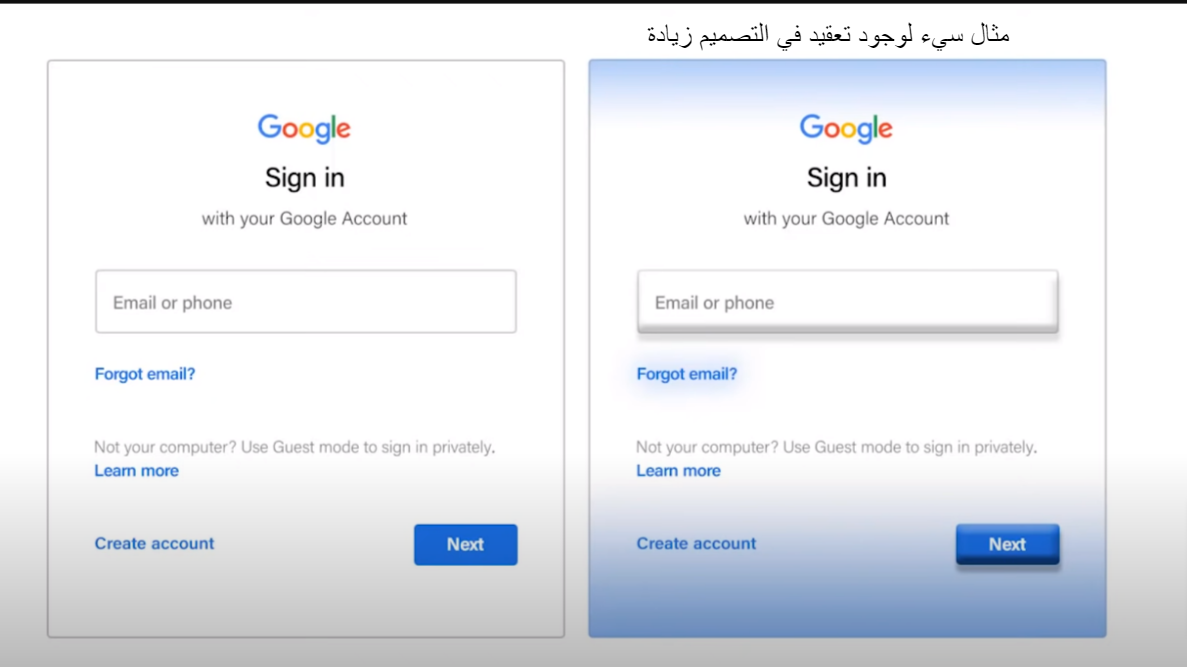 مثال سيء لوجود تعقيد في التصميم زيادة
Google
Sign in
with your Google Account
Email or phone
Forgot email?
Not your computer? Use Guest mode to sign in privately.
Learn more
Create account
Next
Google
Sign in
with your Google Account
Email or phone
Forgot email?
Not your computer? Use Guest mode to sign in privately.
Learn more
Create account
Next